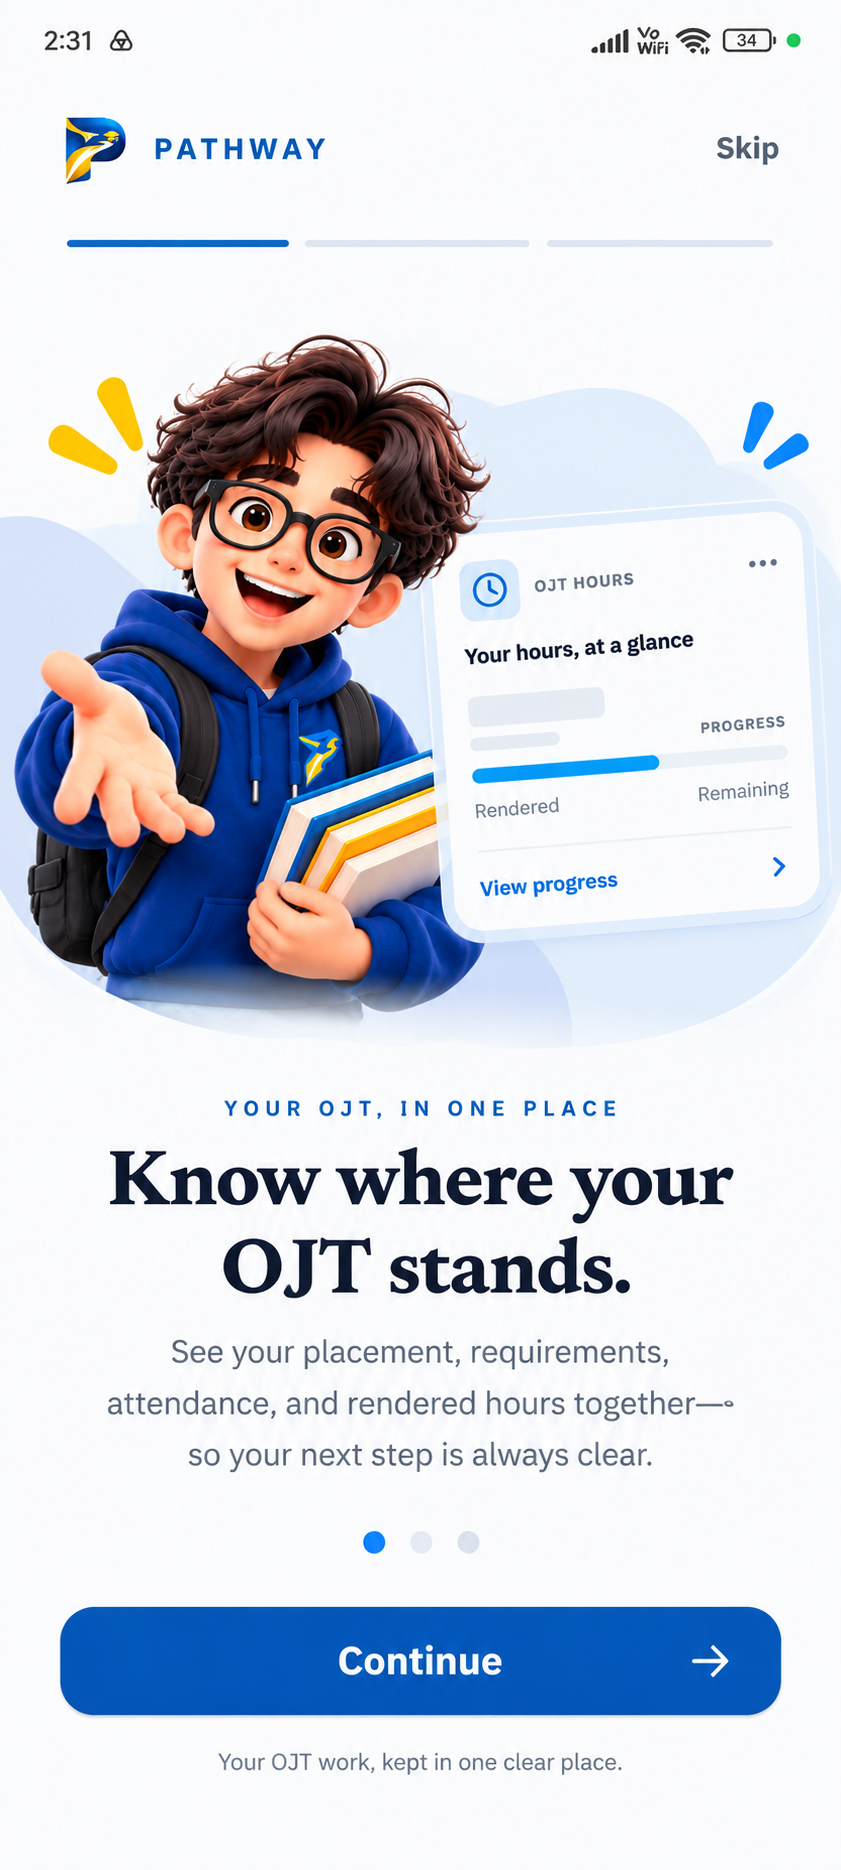 2:31
Vo
WiFi
34
PATHWAY
Skip
OJT HOURS
Your hours, at a glance
PROGRESS
Rendered
Remaining
View progress
YOUR OJT, IN ONE PLACE
Know where your
OJT stands.
See your placement, requirements,
attendance, and rendered hours together—
so your next step is always clear.
Continue
Your OJT work, kept in one clear place.